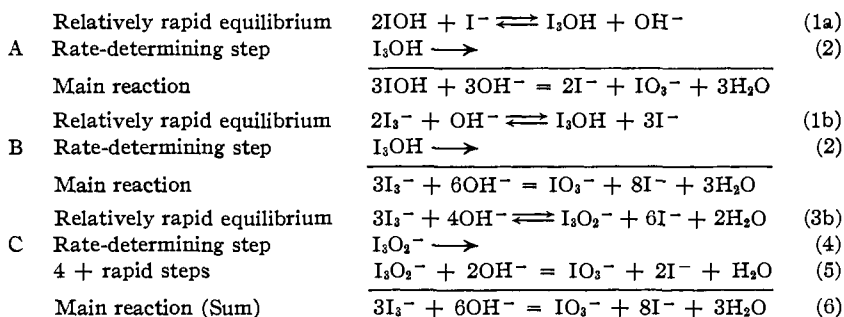 Relatively rapid equilibrium 2IOH + I⁻ ⇌ I₃OH + OH⁻ (1a)
A Rate-determining step I₃OH ⟶ (2)
Main reaction 3IOH + 3OH⁻ = 2I⁻ + IO₃⁻ + 3H₂O
Relatively rapid equilibrium 2I₃⁻ + OH⁻ ⇌ I₃OH + 3I⁻ (1b)
B Rate-determining step I₃OH ⟶ (2)
Main reaction 3I₃⁻ + 6OH⁻ = IO₃⁻ + 8I⁻ + 3H₂O
Relatively rapid equilibrium 3I₃⁻ + 4OH⁻ ⇌ I₃O₂⁻ + 6I⁻ + 2H₂O (3b)
C Rate-determining step I₃O₂⁻ ⟶ (4)
4 + rapid steps I₃O₂⁻ + 2OH⁻ = IO₃⁻ + 2I⁻ + H₂O (5)
Main reaction (Sum) 3I₃⁻ + 6OH⁻ = IO₃⁻ + 8I⁻ + 3H₂O (6)